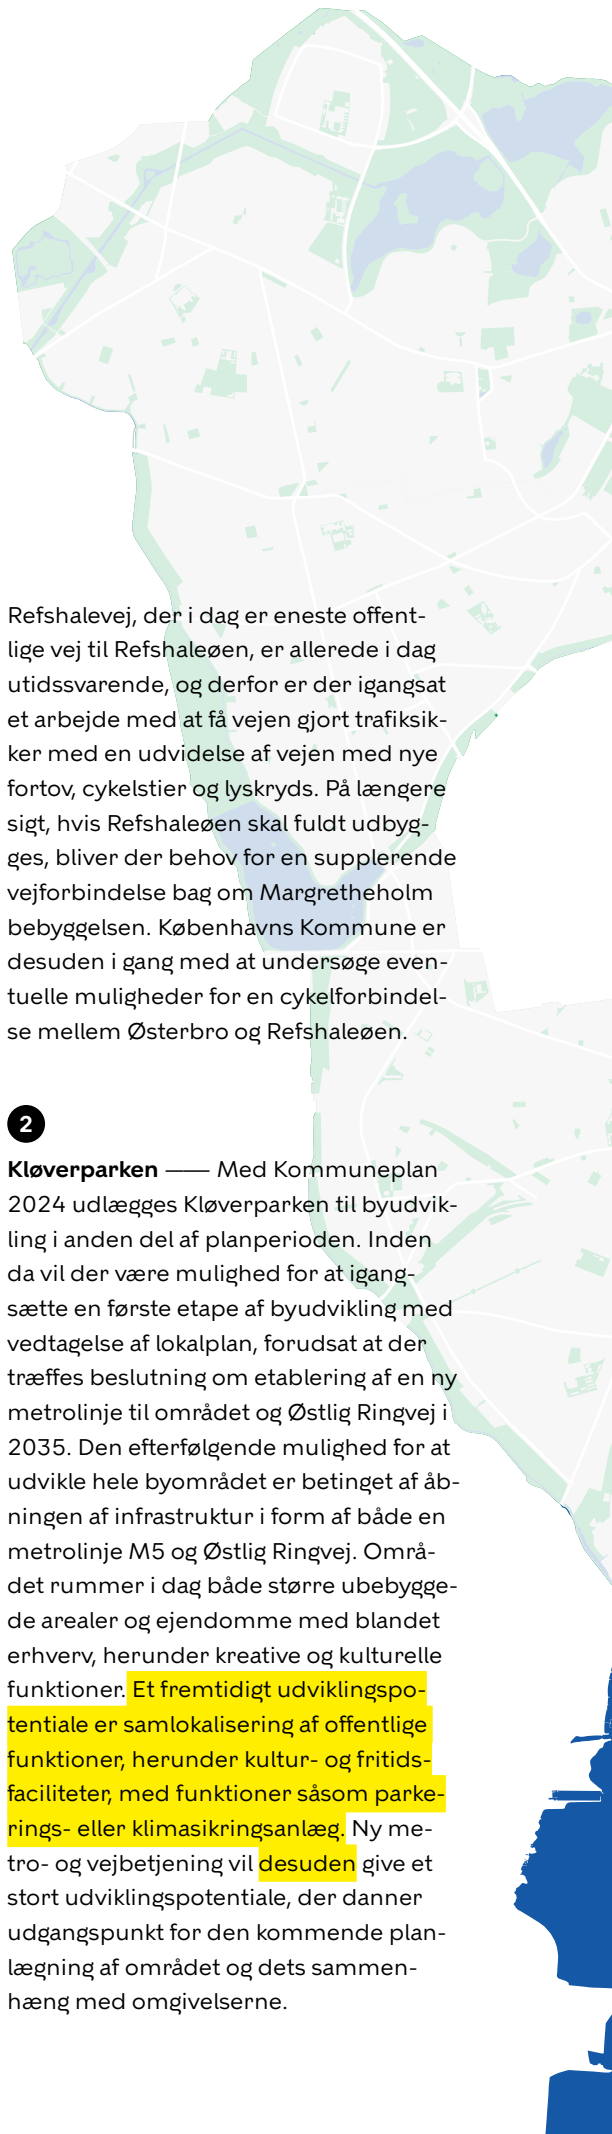 Refshalevej, der i dag er eneste offent-
lige vej til Refshaleøen, er allerede i dag
utidssvarende, og derfor er der igangsat
et arbejde med at få vejen gjort trafiksik-
ker med en udvidelse af vejen med nye
fortov, cykelstier og lyskryds. På længere
sigt, hvis Refshaleøen skal fuldt udbyg-
ges, bliver der behov for en supplerende
vejforbindelse bag om Margretheholm
bebyggelsen. Københavns Kommune er
desuden i gang med at undersøge even-
tuelle muligheder for en cykelforbindel-
se mellem Østerbro og Refshaleøen.
2
Kløverparken —— Med Kommuneplan
2024 udlægges Kløverparken til byudvik-
ling i anden del af planperioden. Inden
da vil der være mulighed for at igang-
sætte en første etape af byudvikling med
vedtagelse af lokalplan, forudsat at der
træffes beslutning om etablering af en ny
metrolinje til området og Østlig Ringvej i
2035. Den efterfølgende mulighed for at
udvikle hele byområdet er betinget af åb-
ningen af infrastruktur i form af både en
metrolinje M5 og Østlig Ringvej. Områ-
det rummer i dag både større ubebygge-
de arealer og ejendomme med blandet
erhverv, herunder kreative og kulturelle
funktioner. Et fremtidigt udviklingspo-
tentiale er samlokalisering af offentlige
funktioner, herunder kultur- og fritids-
faciliteter, med funktioner såsom parke-
rings- eller klimasikringsanlæg. Ny me-
tro- og vejbetjening vil desuden give et
stort udviklingspotentiale, der danner
udgangspunkt for den kommende plan-
lægning af området og dets sammen-
hæng med omgivelserne.